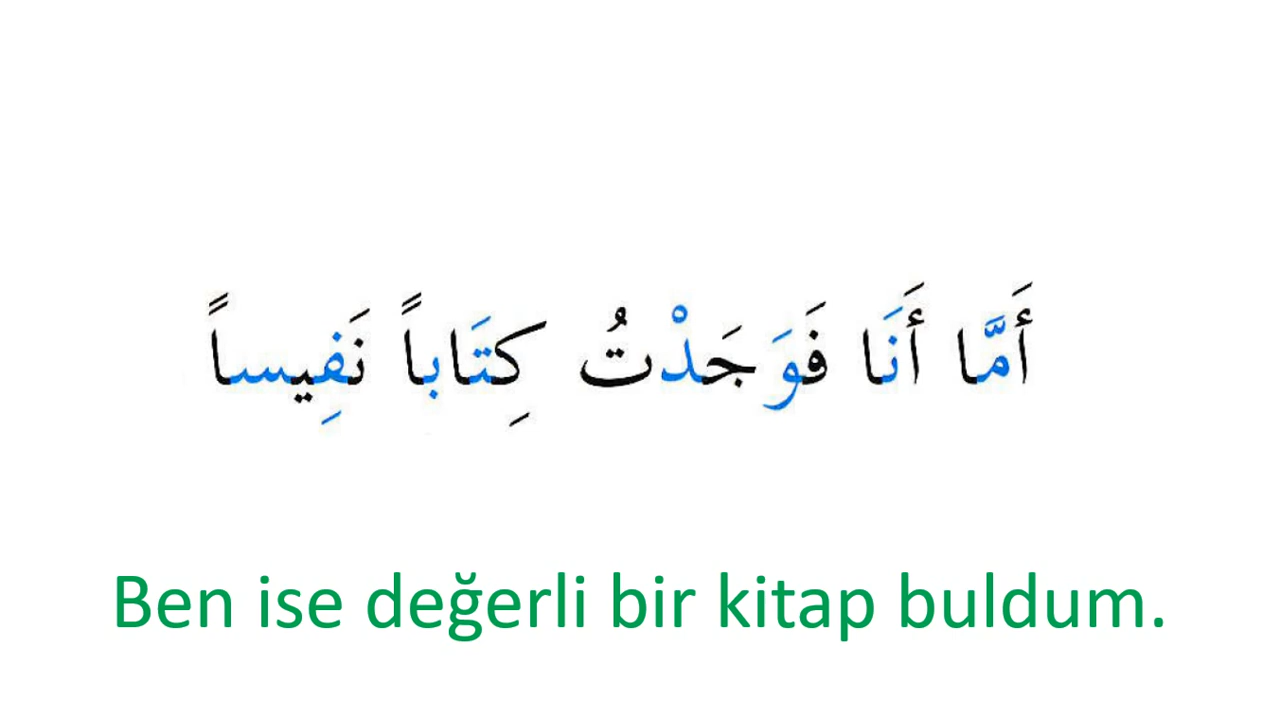 أَمَّا أَنَا فَوَجَدْتُ كِتَاباً نَفِيساً
Ben ise değerli bir kitap buldum.